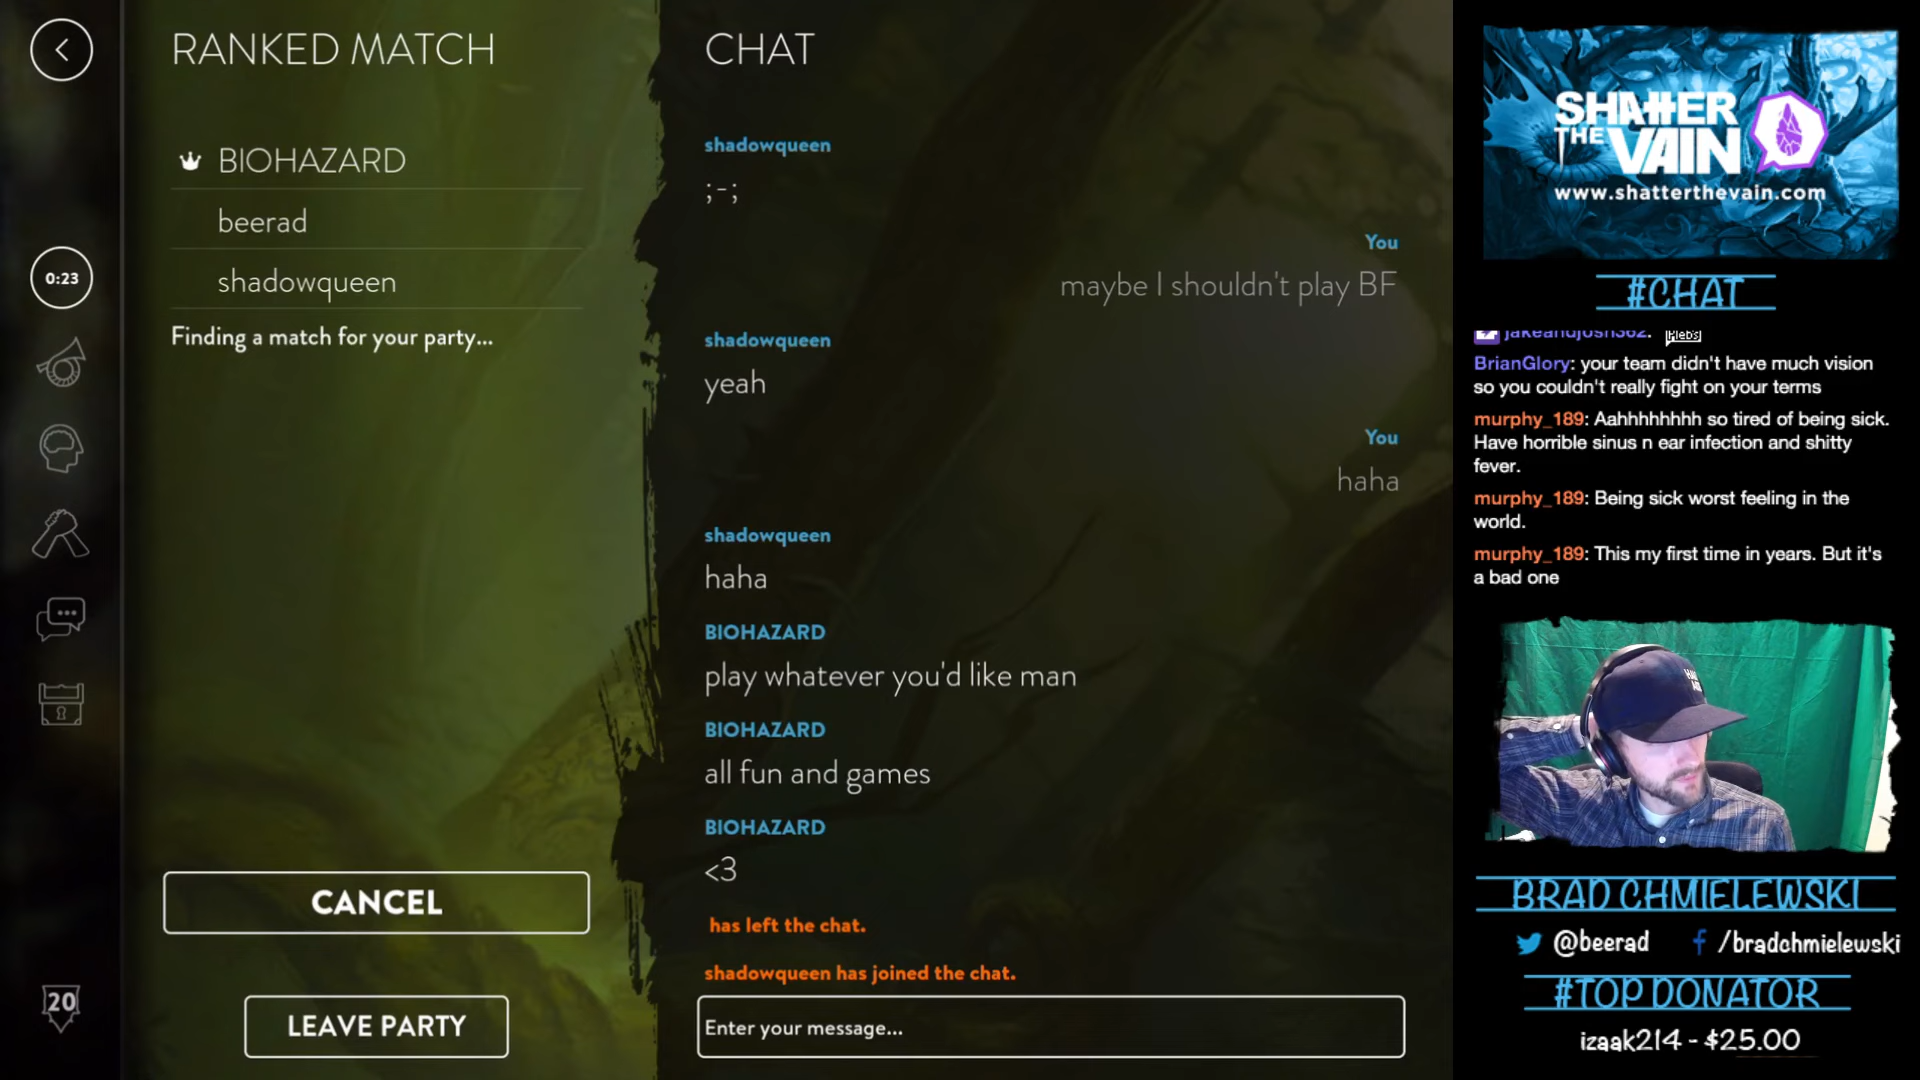 RANKED MATCH
BIOHAZARD
beerad
shadowqueen
Finding a match for your party...
0:23
20
CANCEL
LEAVE PARTY
CHAT
shadowqueen
;-;
You
maybe I shouldn't play BF
shadowqueen
yeah
You
haha
shadowqueen
haha
BIOHAZARD
play whatever you'd like man
BIOHAZARD
all fun and games
BIOHAZARD
<3
has left the chat.
shadowqueen has joined the chat.
Enter your message...
SHATTER
THE VAIN
www.shatterthevain.com
#CHAT
jakeandjosh362: Plebs
BrianGlory: your team didn't have much vision
so you couldn't really fight on your terms
murphy_189: Aahhhhhhhh so tired of being sick.
Have horrible sinus n ear infection and shitty
fever.
murphy_189: Being sick worst feeling in the
world.
murphy_189: This my first time in years. But it's
a bad one
BRAD CHMIELEWSKI
@beerad /bradchmielewski
#TOP DONATOR
izaak214 - $25.00